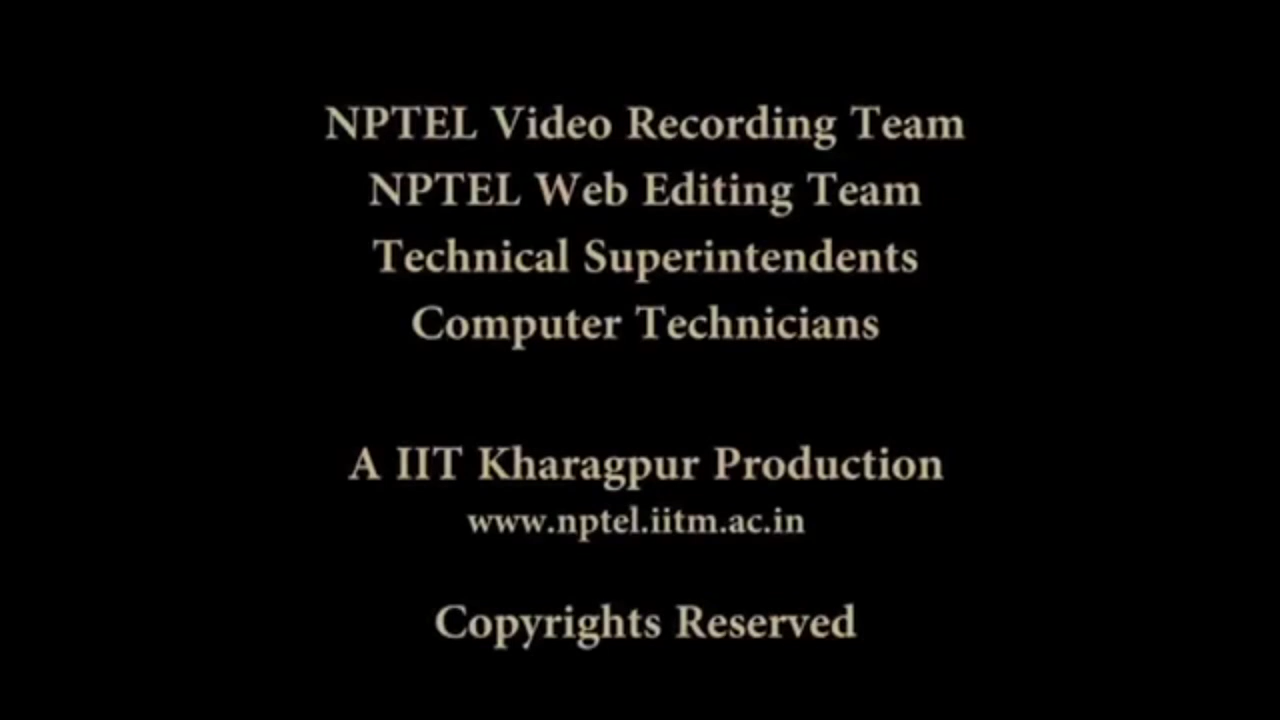 NPTEL Video Recording Team
NPTEL Web Editing Team
Technical Superintendents
Computer Technicians
A IIT Kharagpur Production
www.nptel.iitm.ac.in
Copyrights Reserved